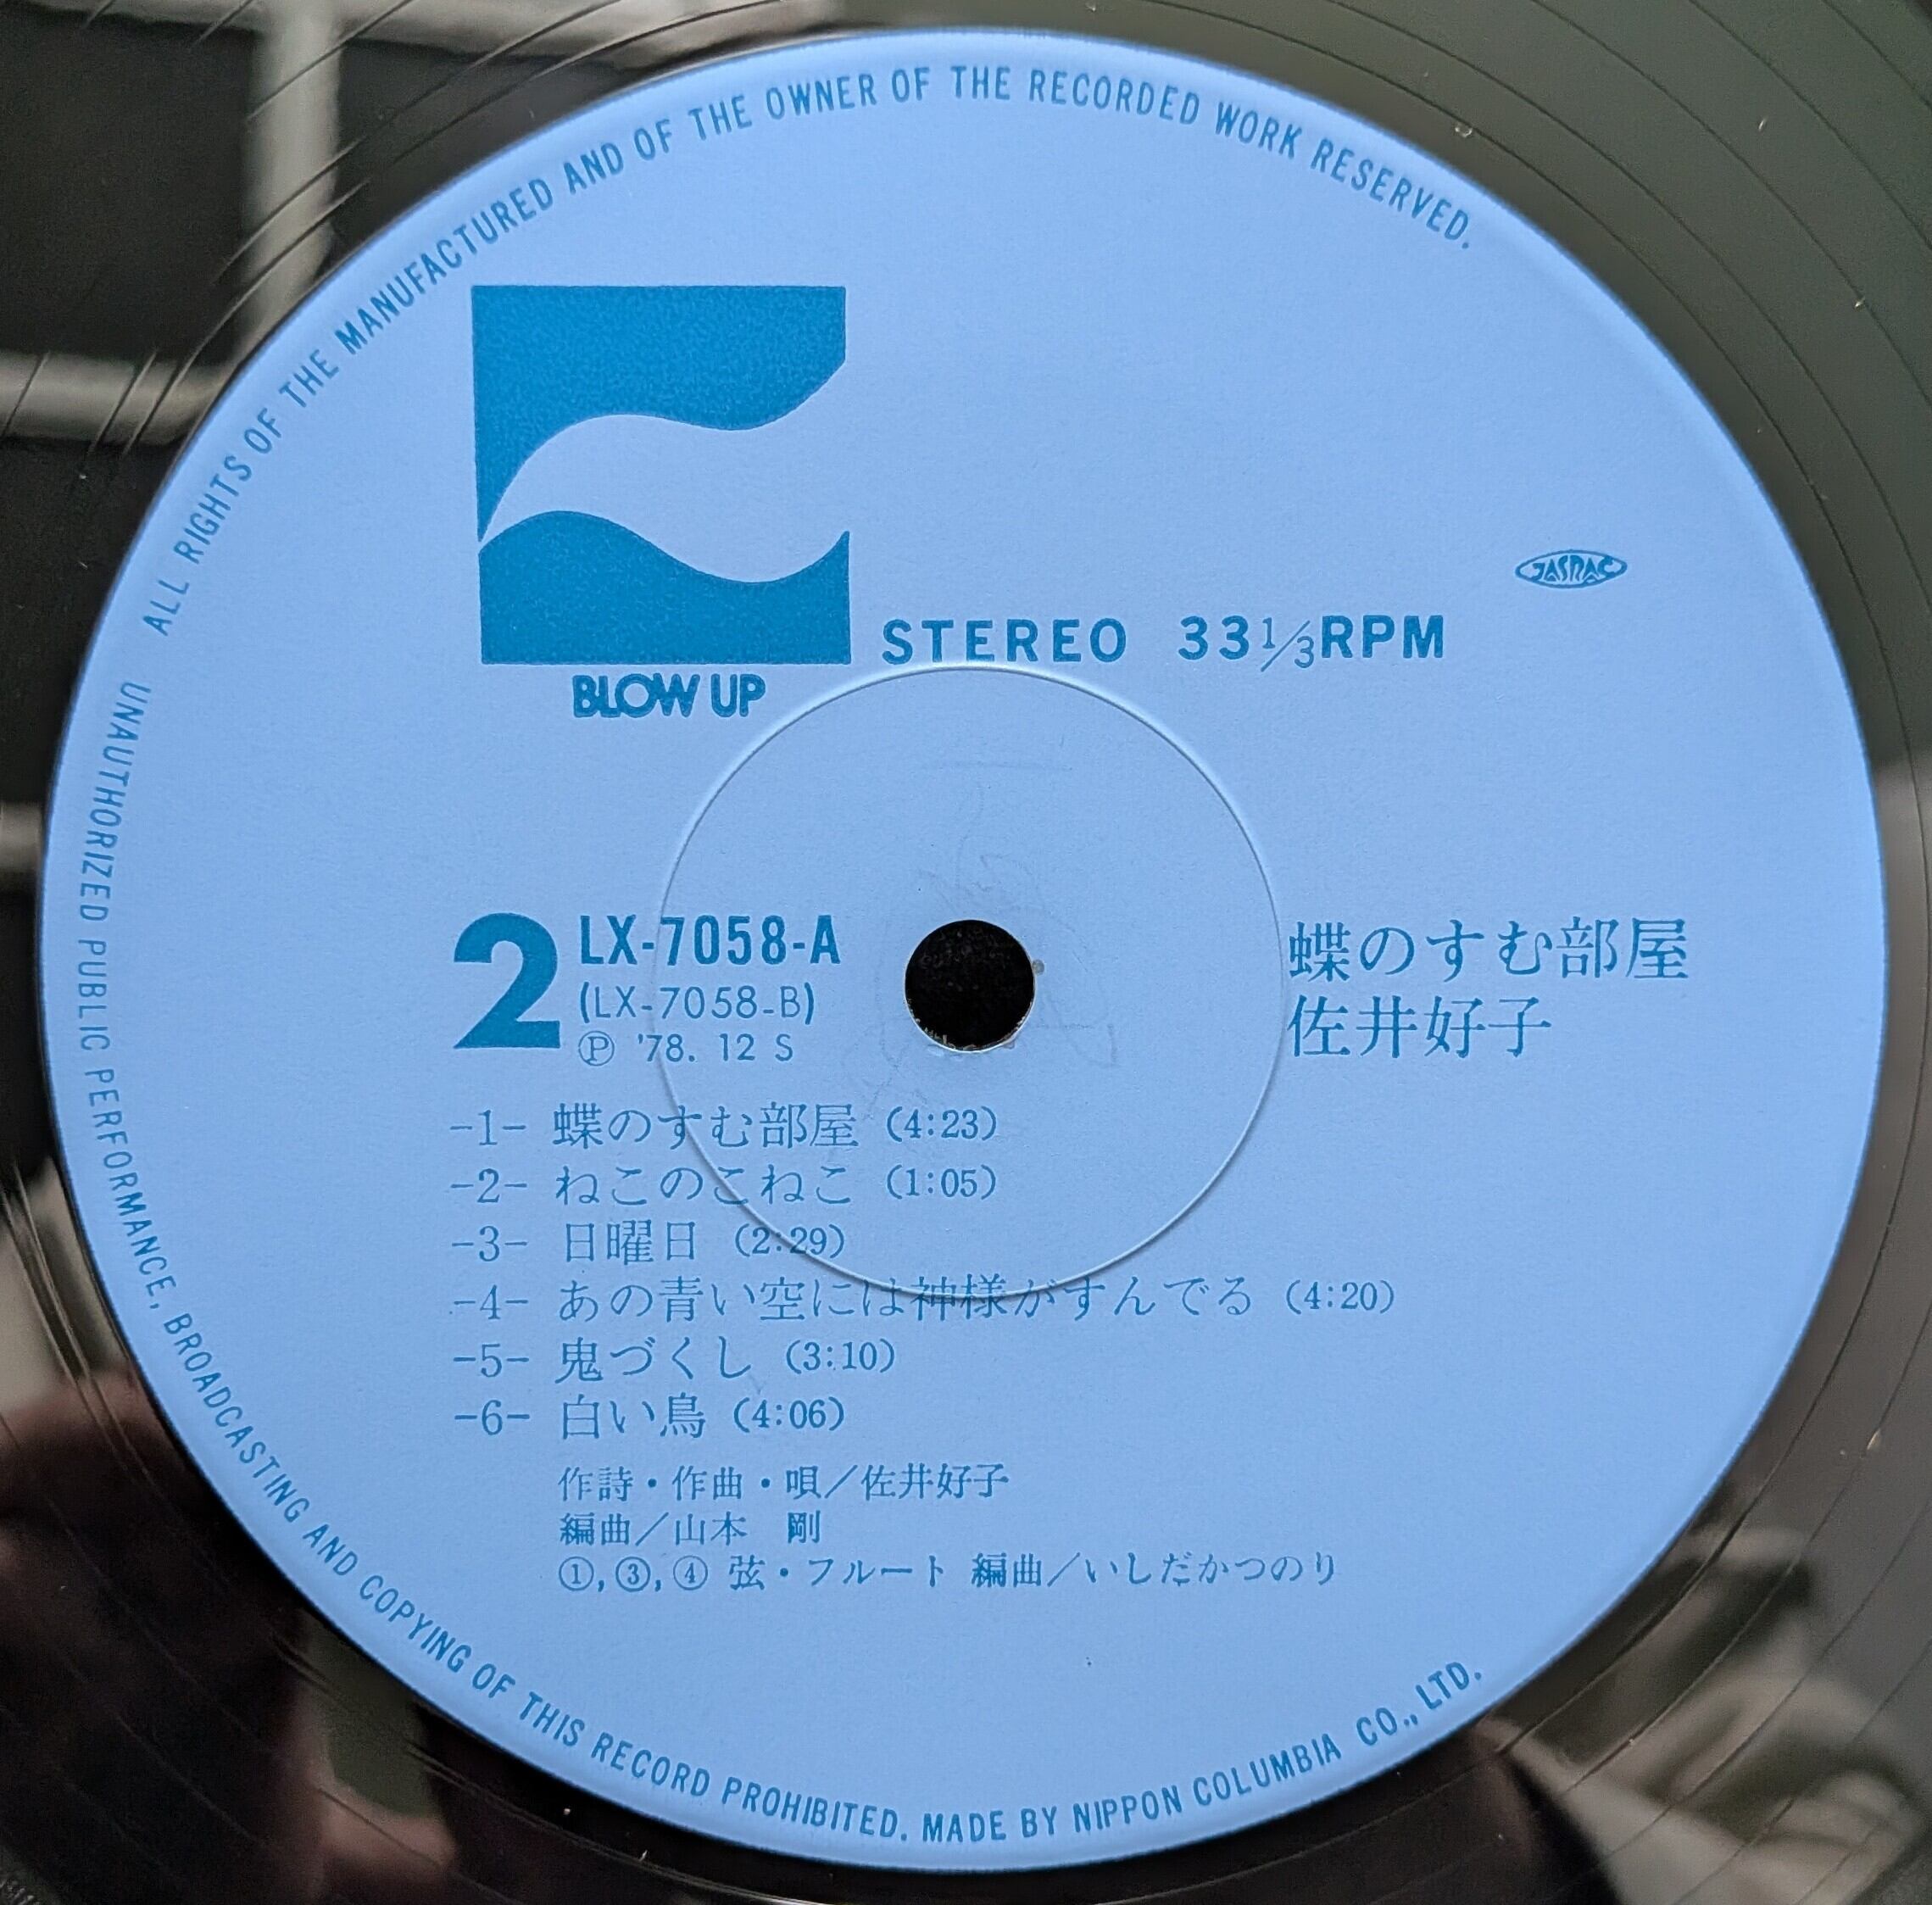 ALL RIGHTS OF THE MANUFACTURED AND OF THE OWNER OF THE RECORDED WORK RESERVED.
BLOW UP
STEREO 33 1/3 RPM
JASRAC
2 LX-7058-A
(LX-7058-B)
Ⓟ '78. 12 S
蝶のすむ部屋
佐井好子
-1- 蝶のすむ部屋 (4:23)
-2- ねこのこねこ (1:05)
-3- 日曜日 (2:29)
-4- あの青い空には神様がすんでる (4:20)
-5- 鬼づくし (3:10)
-6- 白い鳥 (4:06)
作詩・作曲・唄／佐井好子
編曲／山本 剛
①,③,④ 弦・フルート 編曲／いしだかつのり
UNAUTHORIZED PUBLIC PERFORMANCE, BROADCASTING AND COPYING OF THIS RECORD PROHIBITED. MADE BY NIPPON COLUMBIA CO., LTD.